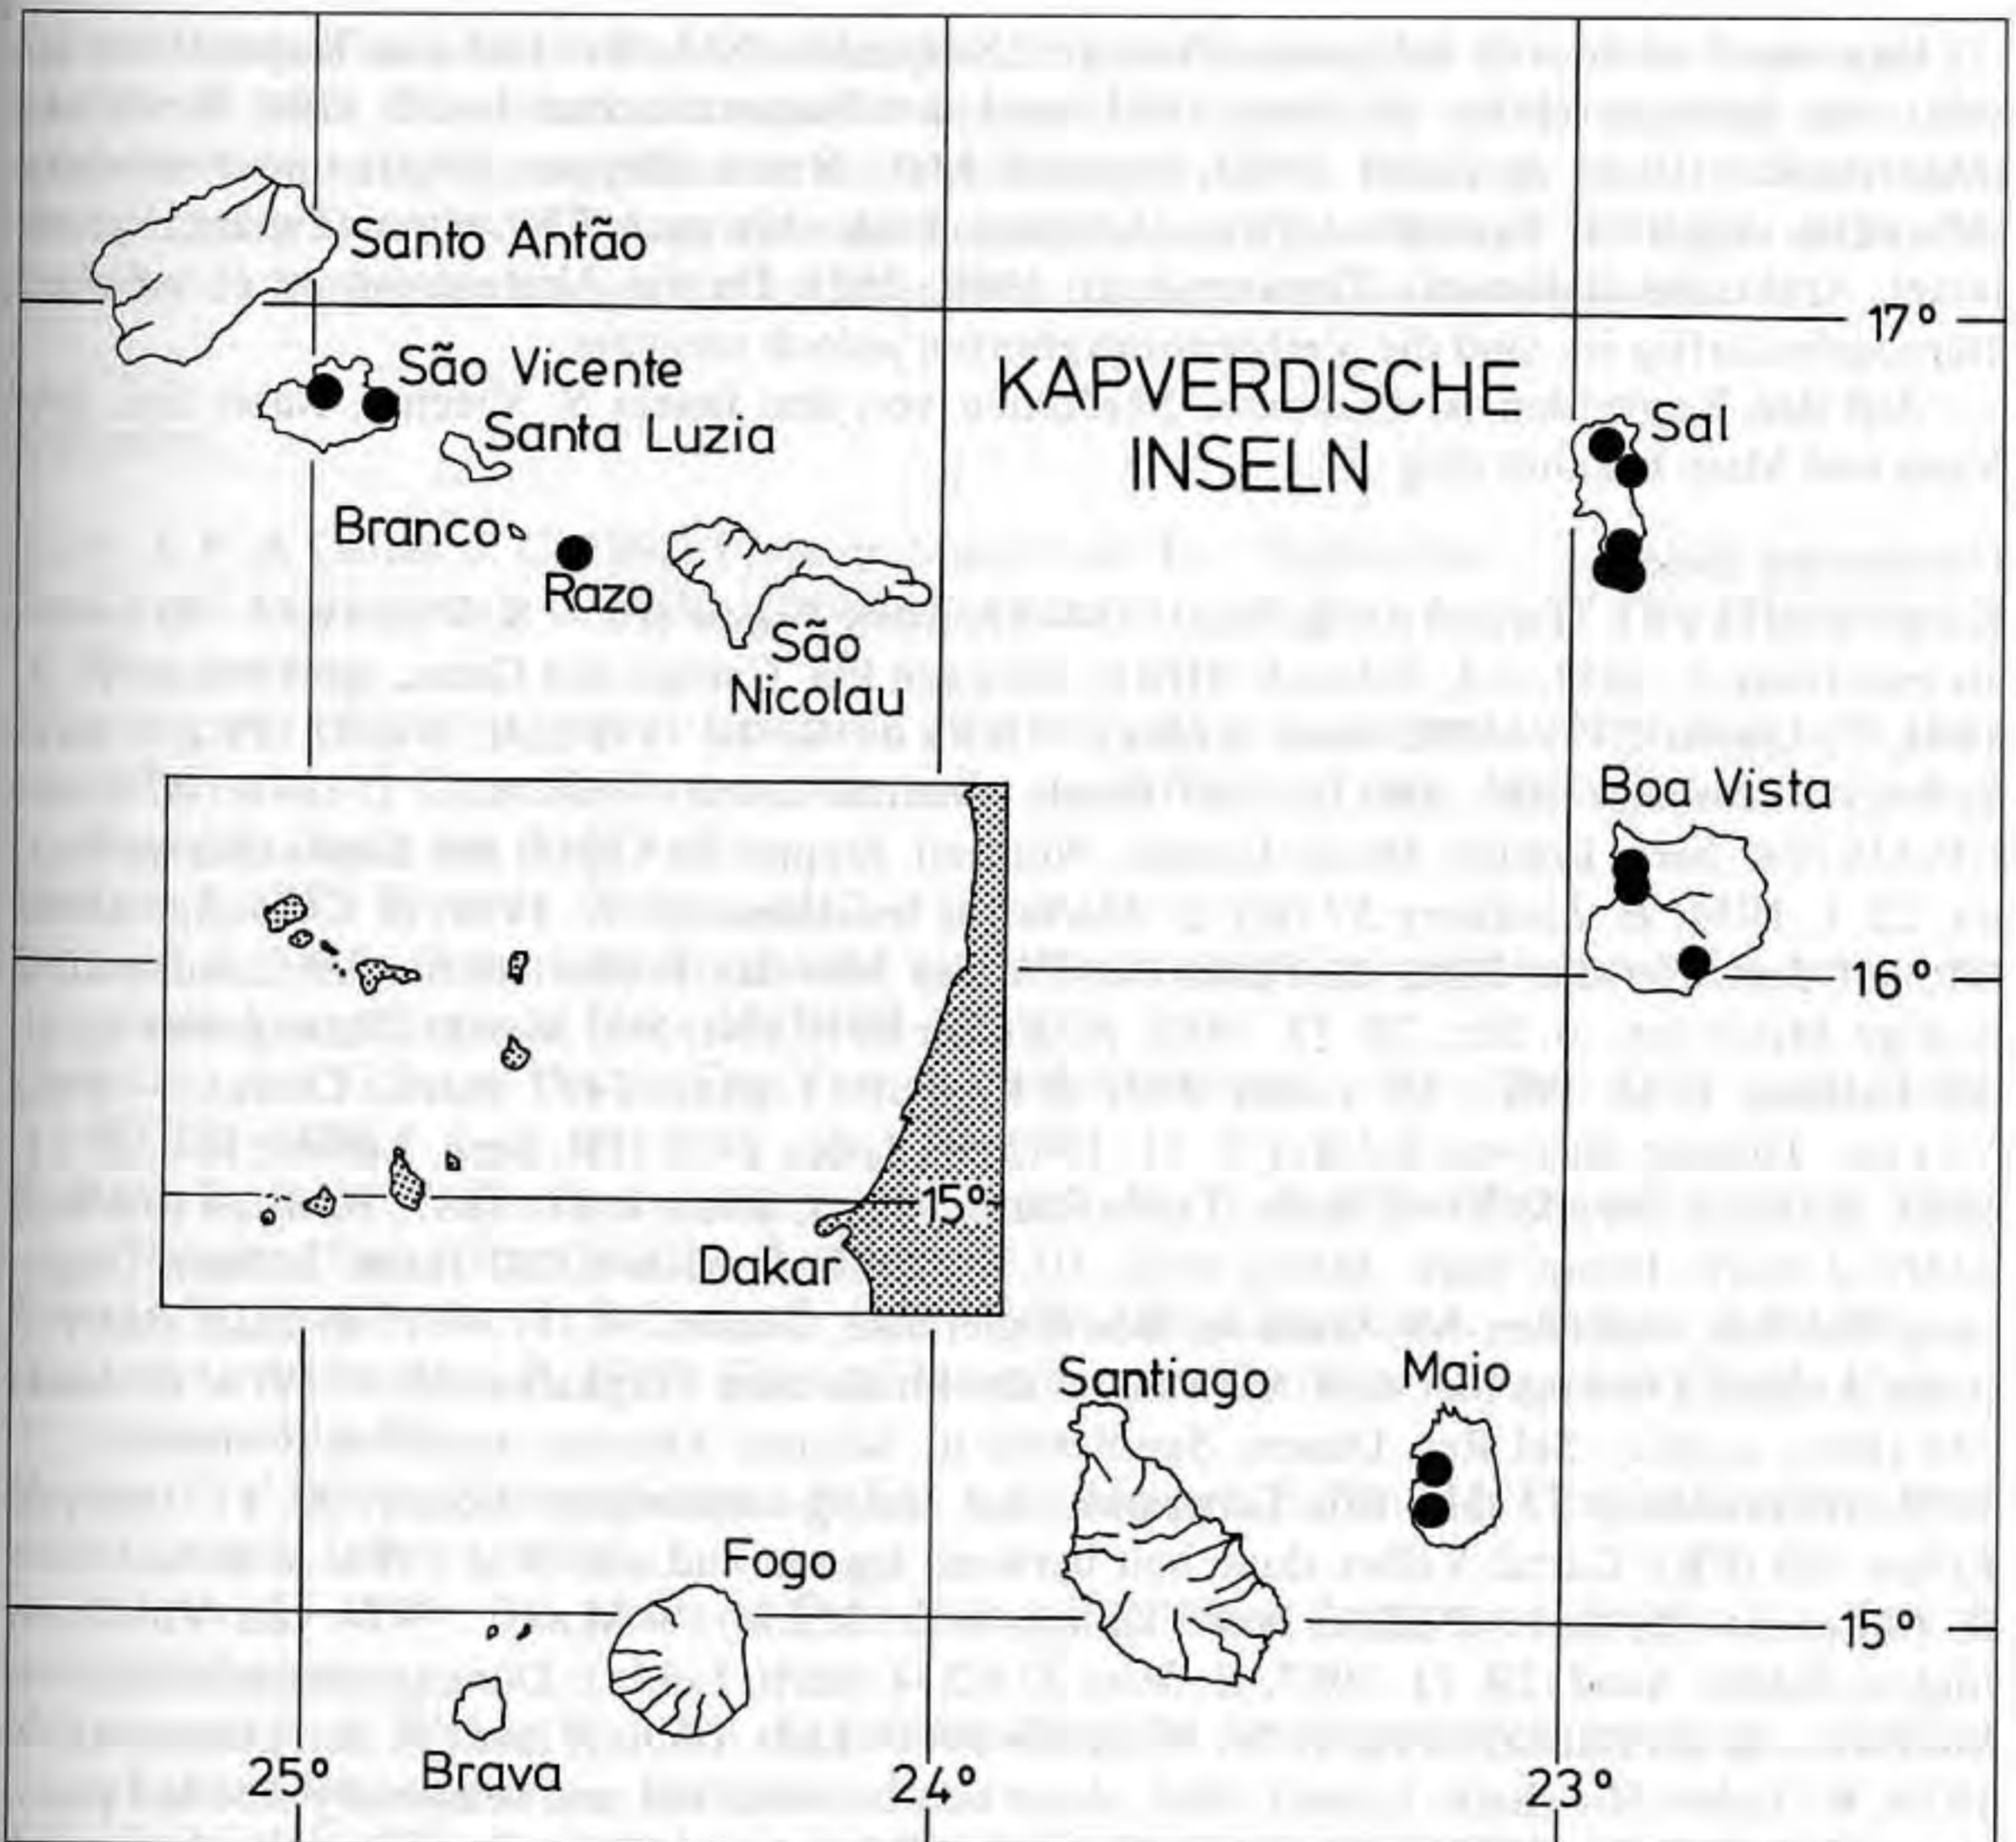 Santo Antão
17°
São Vicente
KAPVERDISCHE
INSELN
Santa Luzia
Sal
Branco
Razo
São
Nicolau
Boa Vista
16°
15°
Dakar
Santiago
Maio
Fogo
15°
Brava
25°
24°
23°